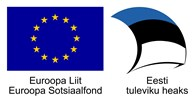 Euroopa Liit
Euroopa Sotsiaalfond
Eesti
tuleviku heaks